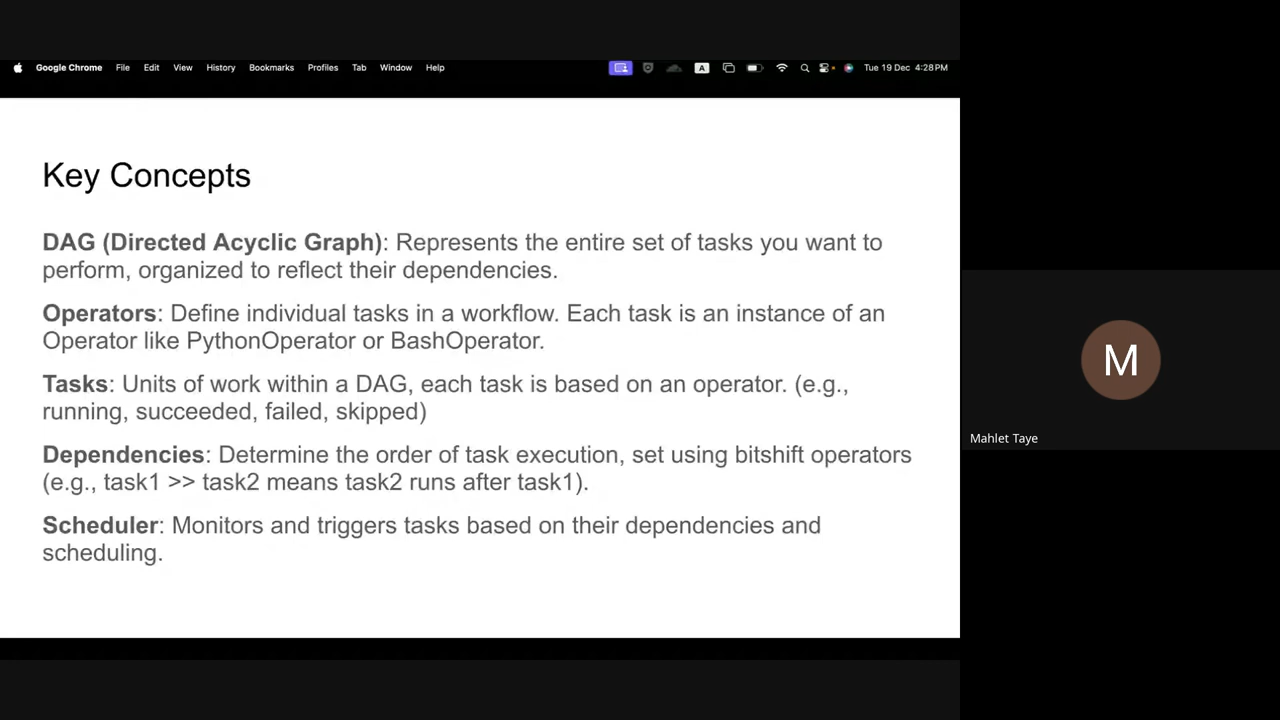 Google Chrome File Edit View History Bookmarks Profiles Tab Window Help A Tue 19 Dec 4:28 PM
Key Concepts
DAG (Directed Acyclic Graph): Represents the entire set of tasks you want to
perform, organized to reflect their dependencies.
Operators: Define individual tasks in a workflow. Each task is an instance of an
Operator like PythonOperator or BashOperator.
Tasks: Units of work within a DAG, each task is based on an operator. (e.g.,
running, succeeded, failed, skipped)
Dependencies: Determine the order of task execution, set using bitshift operators
(e.g., task1 >> task2 means task2 runs after task1).
Scheduler: Monitors and triggers tasks based on their dependencies and
scheduling.
M
Mahlet Taye